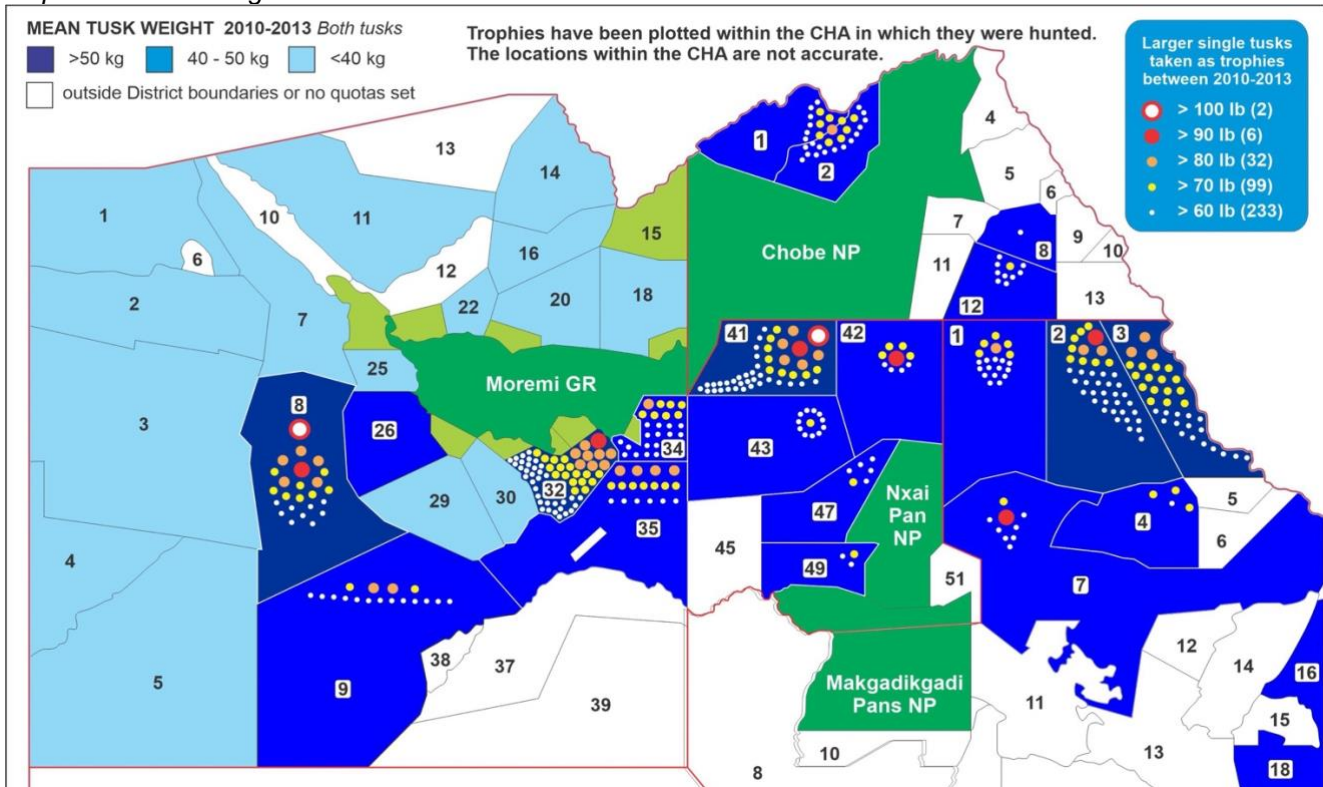 MEAN TUSK WEIGHT 2010-2013 Both tusks
>50 kg
40 - 50 kg
<40 kg
outside District boundaries or no quotas set
Trophies have been plotted within the CHA in which they were hunted.
The locations within the CHA are not accurate.
Larger single tusks
taken as trophies
between 2010-2013
> 100 lb (2)
> 90 lb (6)
> 80 lb (32)
> 70 lb (99)
> 60 lb (233)
1
2
3
4
5
6
7
8
9
10
11
12
13
14
15
16
18
20
22
25
26
29
30
32
34
35
37
38
39
Moremi GR
1
2
4
5
6
7
8
9
10
11
12
13
Chobe NP
41
42
43
45
47
49
51
Nxai
Pan
NP
Makgadikgadi
Pans NP
1
2
3
4
5
6
7
8
10
11
12
13
14
15
16
18